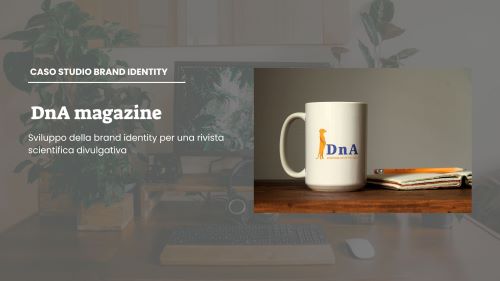 CASO STUDIO BRAND IDENTITY
DnA magazine
Sviluppo della brand identity per una rivista
scientifica divulgativa
DnA